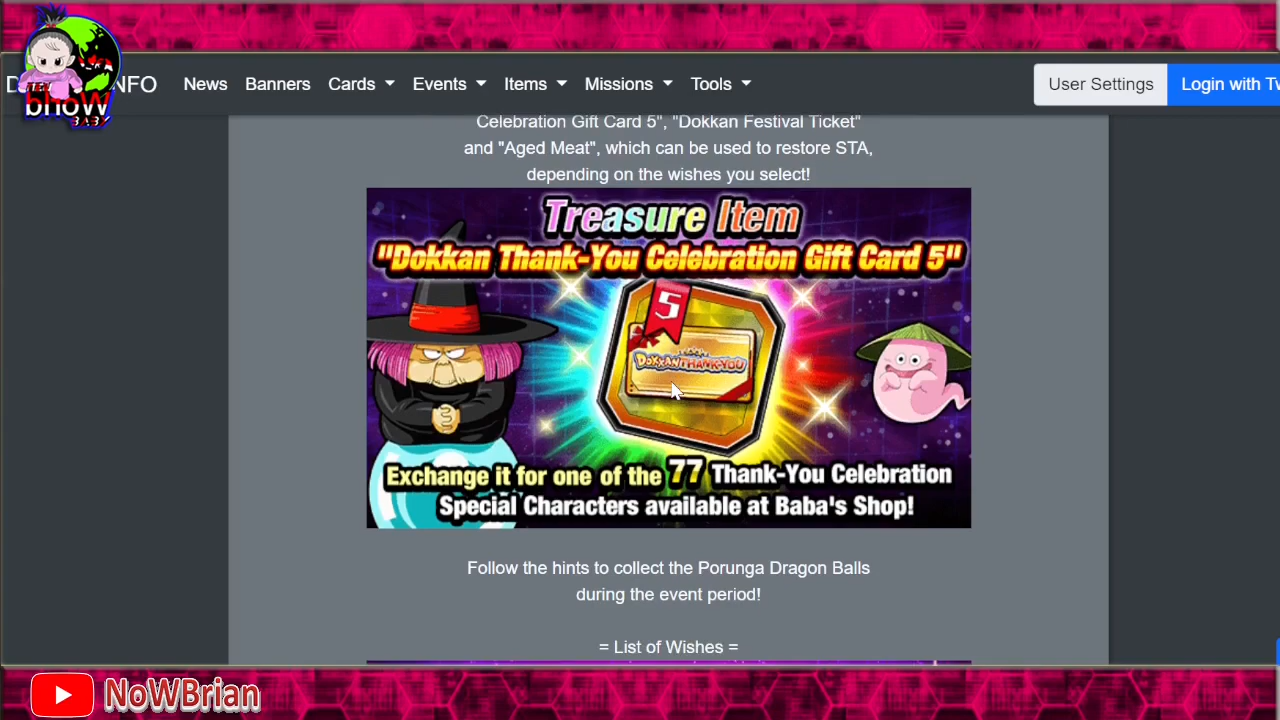 NFO News Banners Cards Events Items Missions Tools User Settings Login with Tw
bhoW
BABY
Celebration Gift Card 5", "Dokkan Festival Ticket"
and "Aged Meat", which can be used to restore STA,
depending on the wishes you select!
Treasure Item
"Dokkan Thank-You Celebration Gift Card 5"
5
DOKKAN THANK-YOU
Exchange it for one of the 77 Thank-You Celebration
Special Characters available at Baba's Shop!
Follow the hints to collect the Porunga Dragon Balls
during the event period!
= List of Wishes =
NoWBrian